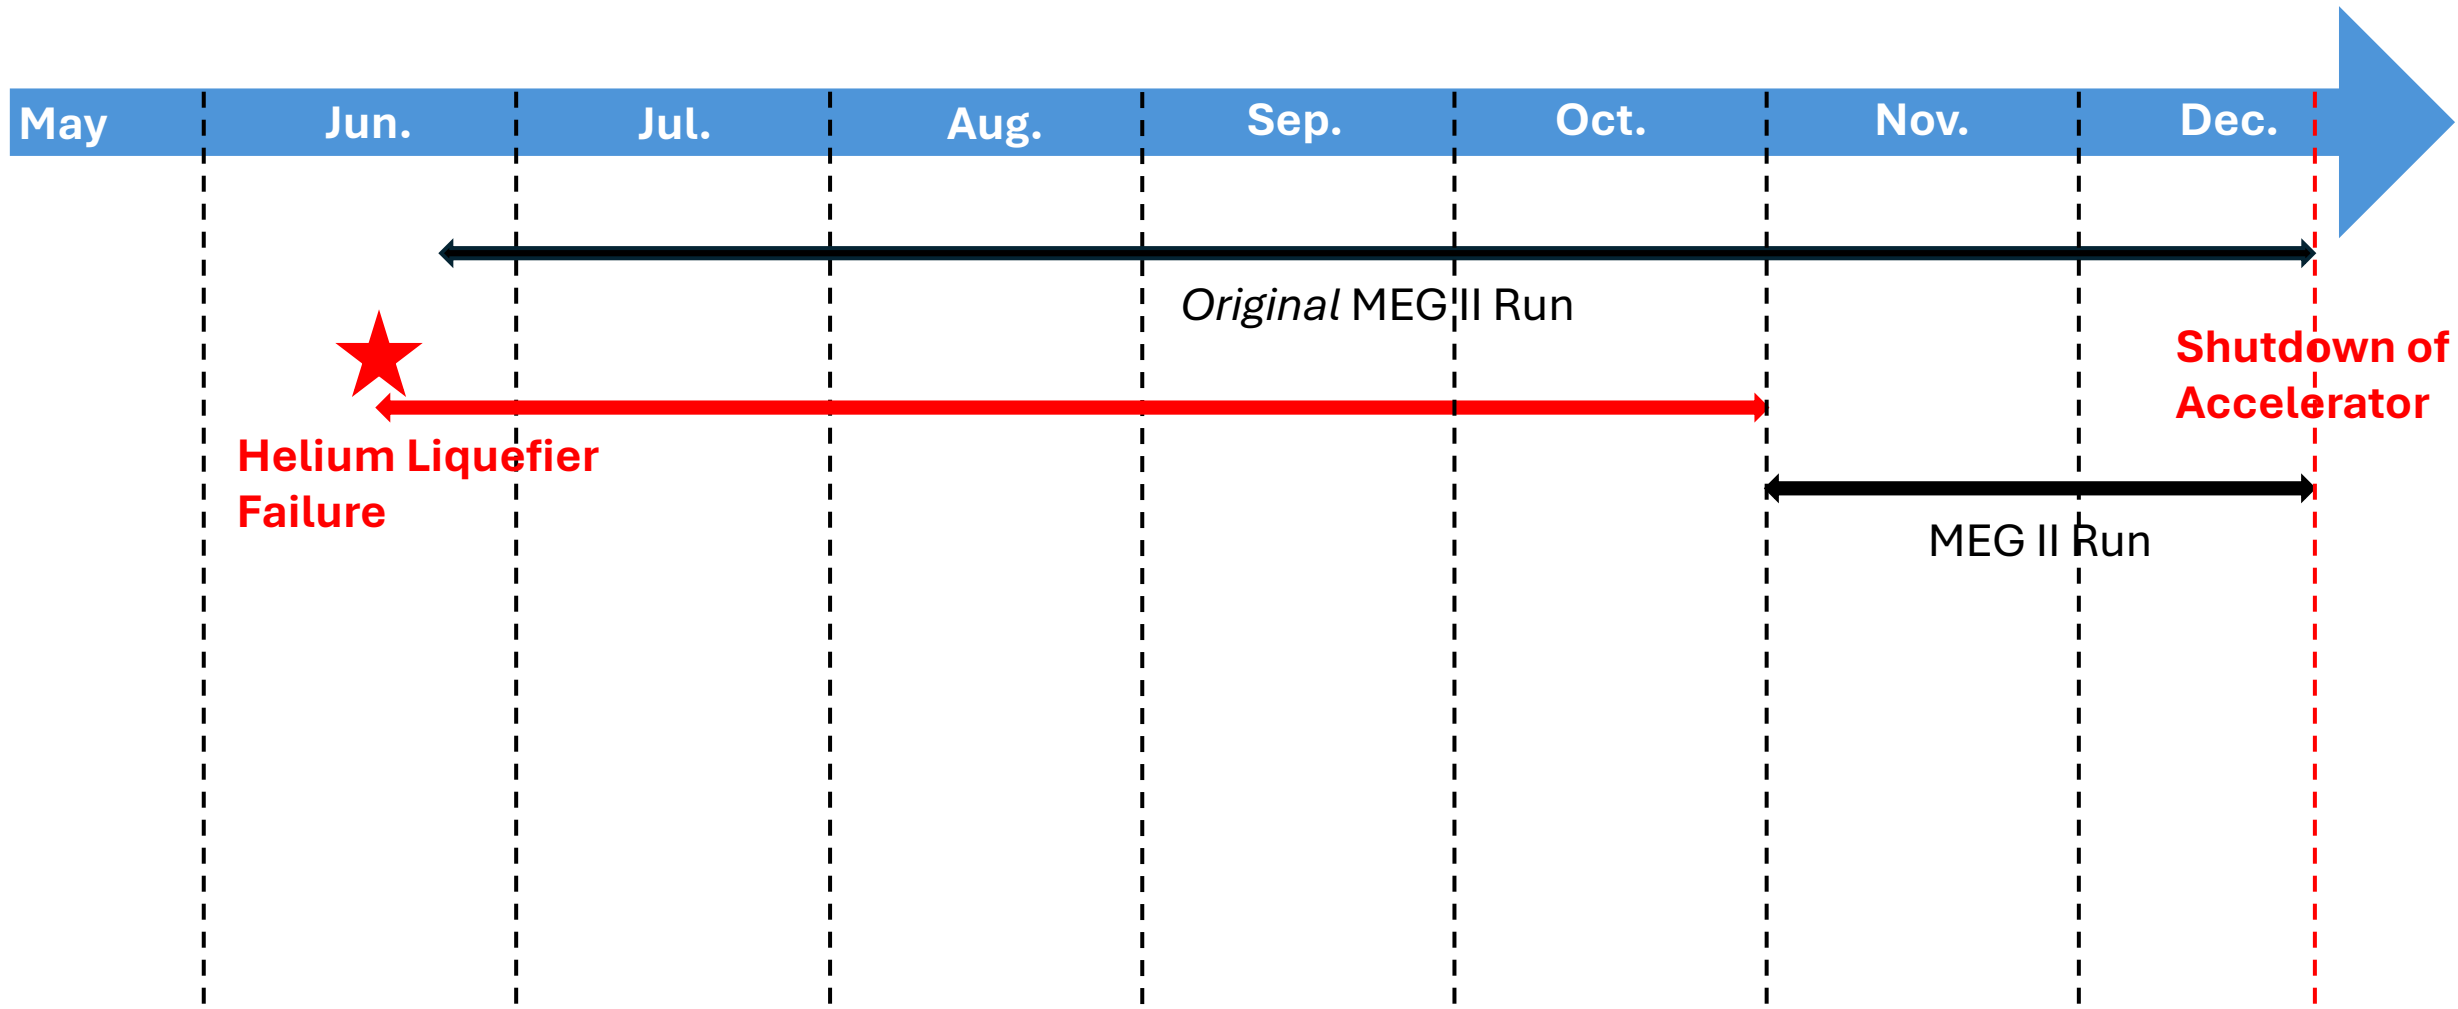 May Jun. Jul. Aug. Sep. Oct. Nov. Dec.
Original MEG II Run
Shutdown of
Accelerator
Helium Liquefier
Failure
MEG II Run